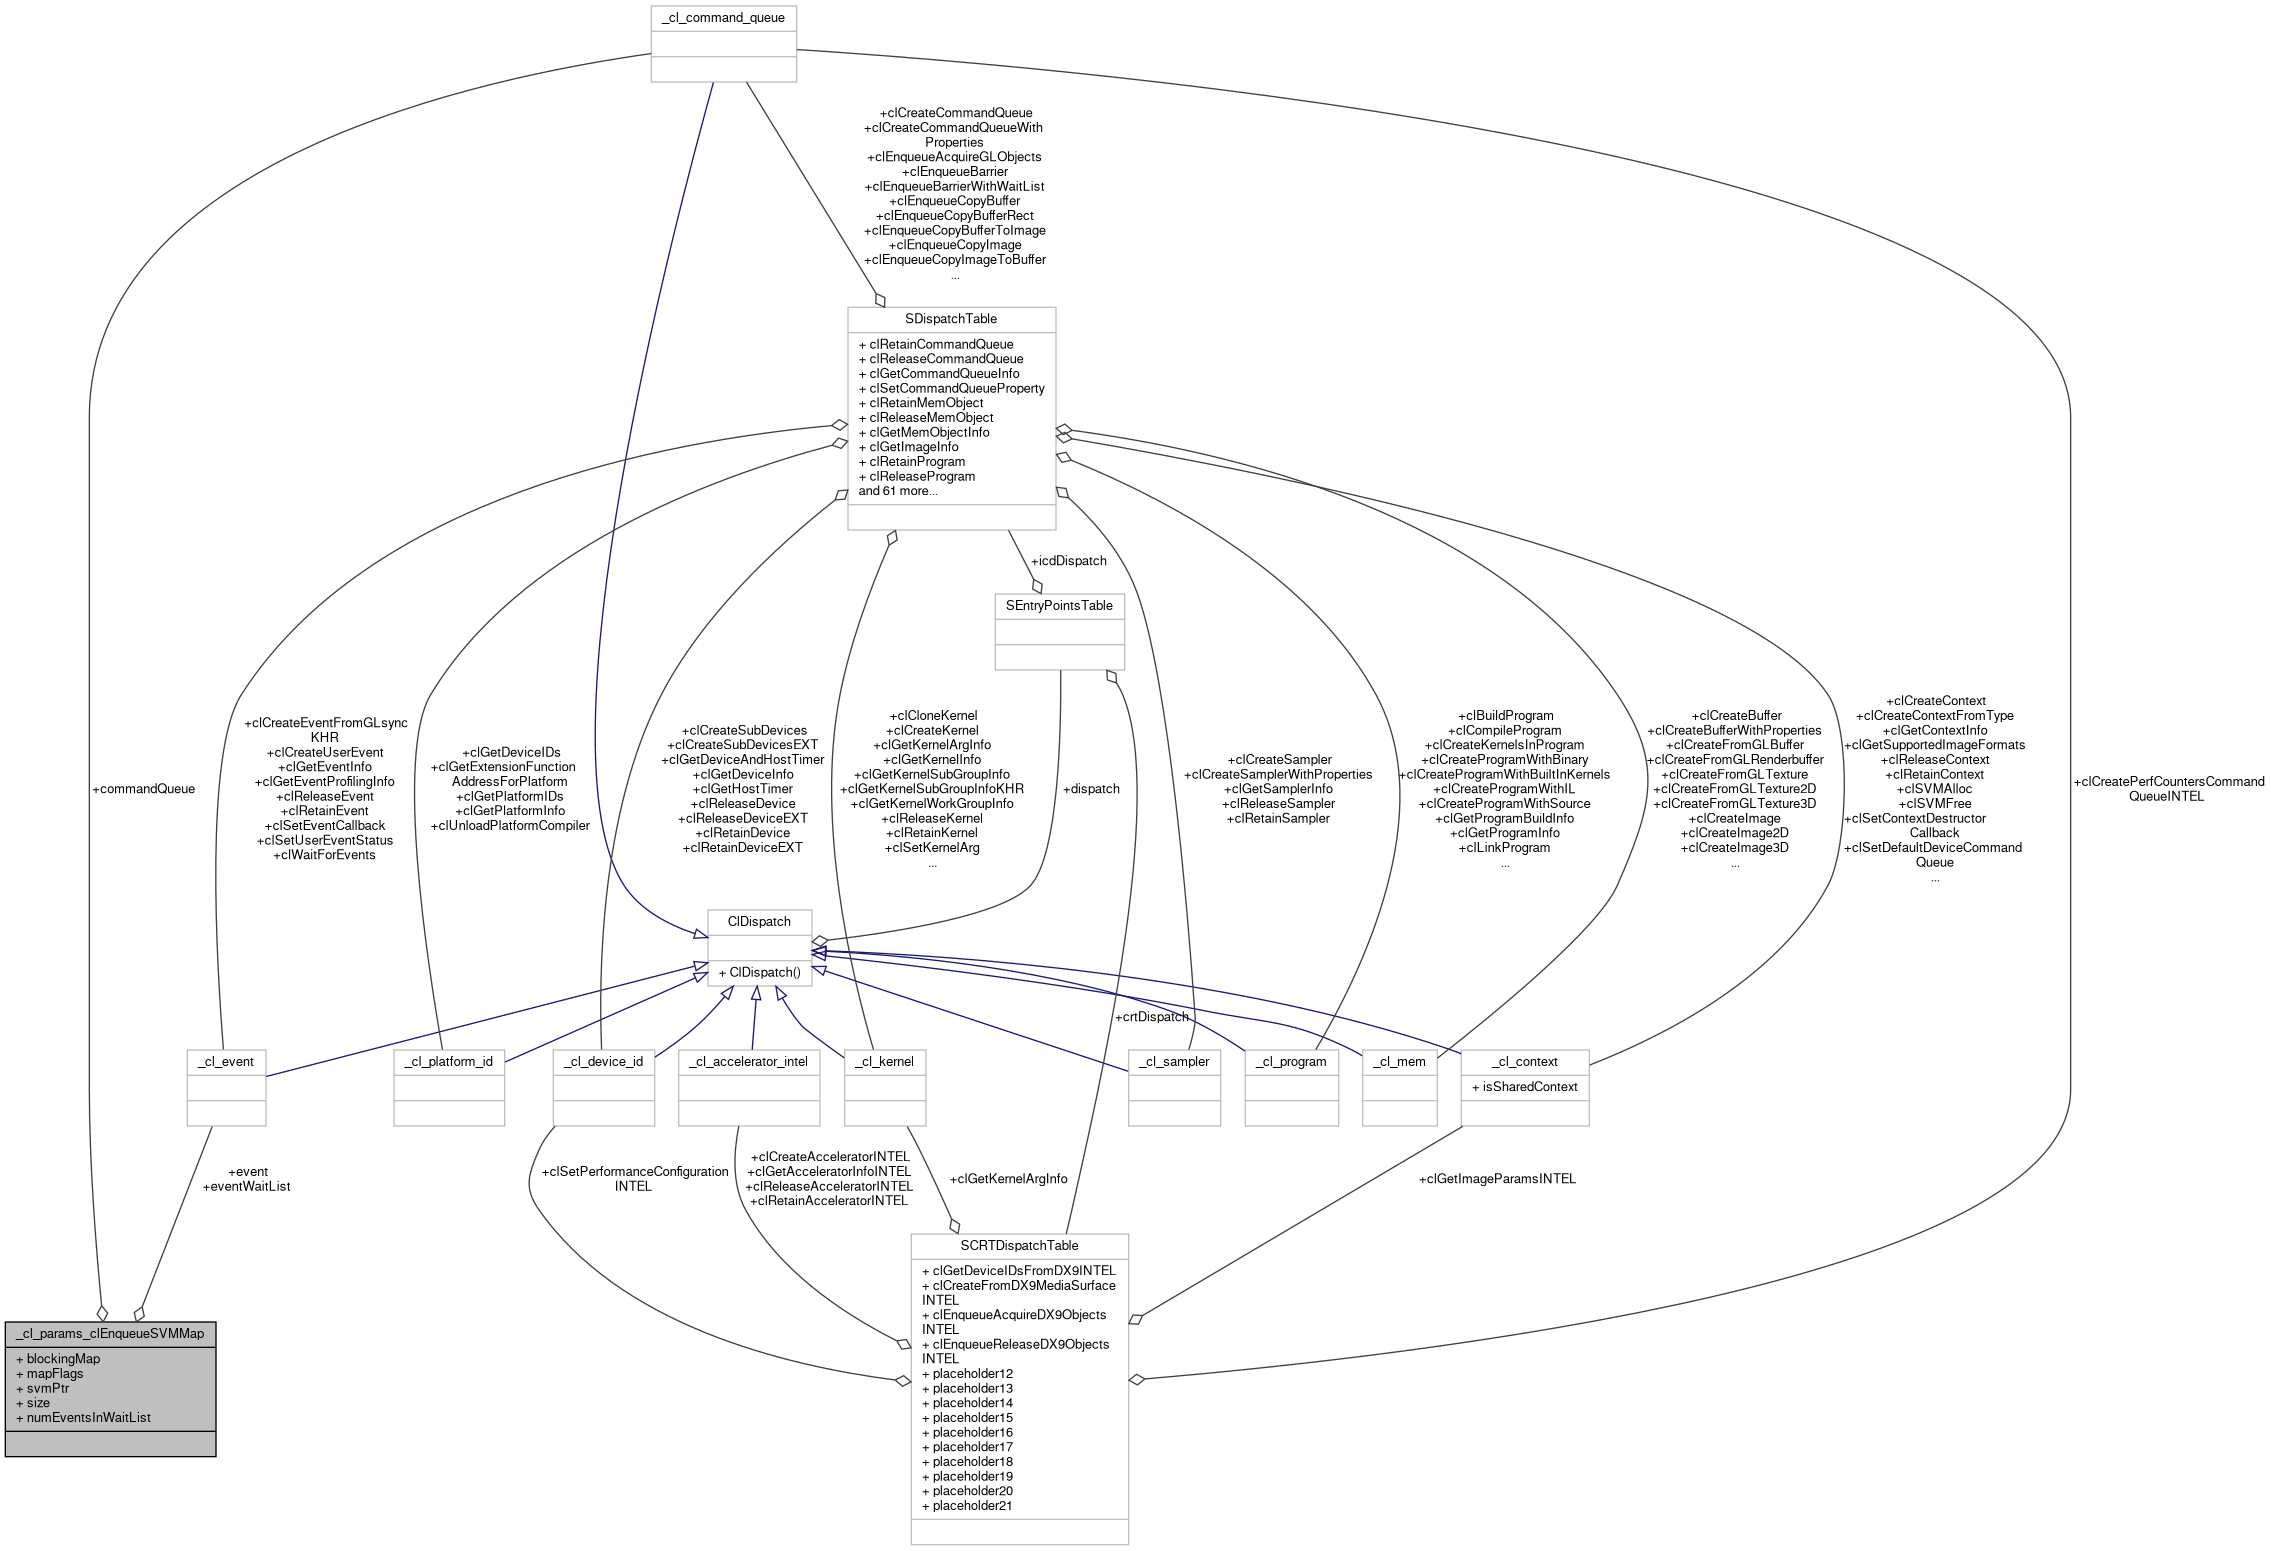 _cl_command_queue
+clCreateCommandQueue
+clCreateCommandQueueWith
Properties
+clEnqueueAcquireGLObjects
+clEnqueueBarrier
+clEnqueueBarrierWithWaitList
+clEnqueueCopyBuffer
+clEnqueueCopyBufferRect
+clEnqueueCopyBufferToImage
+clEnqueueCopyImage
+clEnqueueCopyImageToBuffer
...
SDispatchTable
+ clRetainCommandQueue
+ clReleaseCommandQueue
+ clGetCommandQueueInfo
+ clSetCommandQueueProperty
+ clRetainMemObject
+ clReleaseMemObject
+ clGetMemObjectInfo
+ clGetImageInfo
+ clRetainProgram
+ clReleaseProgram
and 61 more...
+icdDispatch
SEntryPointsTable
+commandQueue
+clCreateEventFromGLsync
KHR
+clCreateUserEvent
+clGetEventInfo
+clGetEventProfilingInfo
+clReleaseEvent
+clRetainEvent
+clSetEventCallback
+clSetUserEventStatus
+clWaitForEvents
+clGetDeviceIDs
+clGetExtensionFunction
AddressForPlatform
+clGetPlatformIDs
+clGetPlatformInfo
+clUnloadPlatformCompiler
+clCreateSubDevices
+clCreateSubDevicesEXT
+clGetDeviceAndHostTimer
+clGetDeviceInfo
+clGetHostTimer
+clReleaseDevice
+clReleaseDeviceEXT
+clRetainDevice
+clRetainDeviceEXT
+clCloneKernel
+clCreateKernel
+clGetKernelArgInfo
+clGetKernelInfo
+clGetKernelSubGroupInfo
+clGetKernelSubGroupInfoKHR
+clGetKernelWorkGroupInfo
+clReleaseKernel
+clRetainKernel
+clSetKernelArg
...
+dispatch
+clCreateSampler
+clCreateSamplerWithProperties
+clGetSamplerInfo
+clReleaseSampler
+clRetainSampler
+clBuildProgram
+clCompileProgram
+clCreateKernelsInProgram
+clCreateProgramWithBinary
+clCreateProgramWithBuiltInKernels
+clCreateProgramWithIL
+clCreateProgramWithSource
+clGetProgramBuildInfo
+clGetProgramInfo
+clLinkProgram
...
+clCreateBuffer
+clCreateBufferWithProperties
+clCreateFromGLBuffer
+clCreateFromGLRenderbuffer
+clCreateFromGLTexture
+clCreateFromGLTexture2D
+clCreateFromGLTexture3D
+clCreateImage
+clCreateImage2D
+clCreateImage3D
...
+clCreateContext
+clCreateContextFromType
+clGetContextInfo
+clGetSupportedImageFormats
+clReleaseContext
+clRetainContext
+clSVMAlloc
+clSVMFree
+clSetContextDestructor
Callback
+clSetDefaultDeviceCommand
Queue
...
+clCreatePerfCountersCommand
QueueINTEL
ClDispatch
+ ClDispatch()
+crtDispatch
_cl_event
_cl_platform_id
_cl_device_id
_cl_accelerator_intel
_cl_kernel
_cl_sampler
_cl_program
_cl_mem
_cl_context
+ isSharedContext
+event
+eventWaitList
+clSetPerformanceConfiguration
INTEL
+clCreateAcceleratorINTEL
+clGetAcceleratorInfoINTEL
+clReleaseAcceleratorINTEL
+clRetainAcceleratorINTEL
+clGetKernelArgInfo
+clGetImageParamsINTEL
SCRTDispatchTable
+ clGetDeviceIDsFromDX9INTEL
+ clCreateFromDX9MediaSurface
INTEL
+ clEnqueueAcquireDX9Objects
INTEL
+ clEnqueueReleaseDX9Objects
INTEL
+ placeholder12
+ placeholder13
+ placeholder14
+ placeholder15
+ placeholder16
+ placeholder17
+ placeholder18
+ placeholder19
+ placeholder20
+ placeholder21
_cl_params_clEnqueueSVMMap
+ blockingMap
+ mapFlags
+ svmPtr
+ size
+ numEventsInWaitList